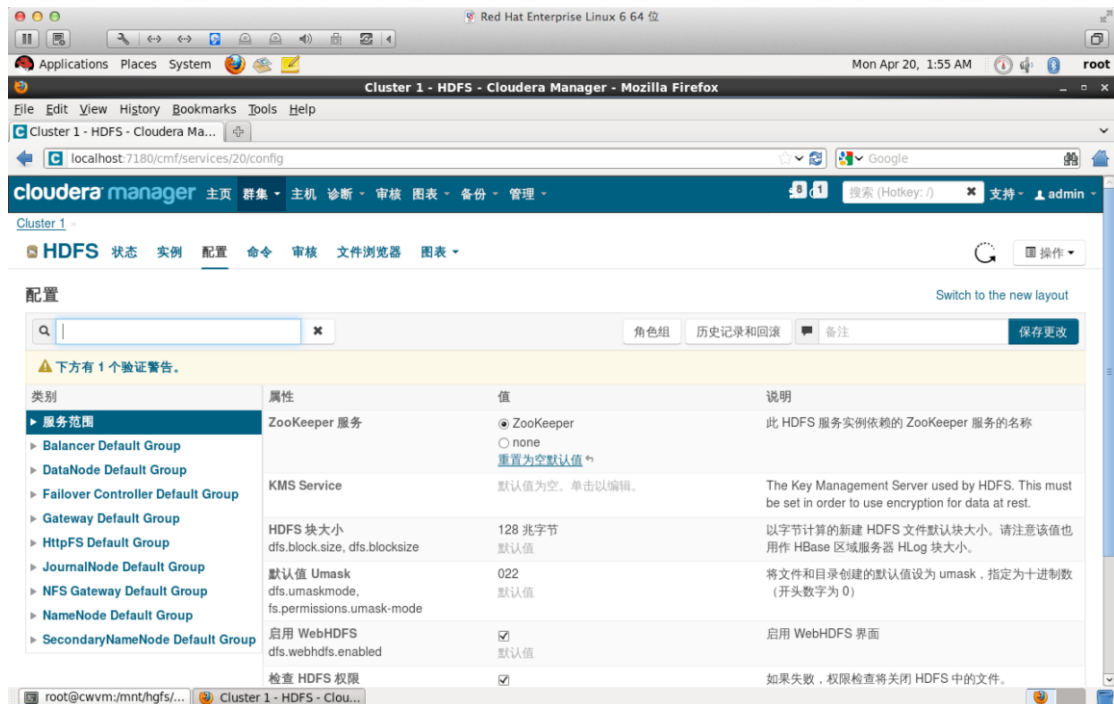 Red Hat Enterprise Linux 6 64 位
Applications Places System
Mon Apr 20, 1:55 AM
root
Cluster 1 - HDFS - Cloudera Manager - Mozilla Firefox
File Edit View History Bookmarks Tools Help
Cluster 1 - HDFS - Cloudera Ma...
localhost:7180/cmf/services/20/config
Google
cloudera manager 主页 群集 主机 诊断 审核 图表 备份 管理
8 1
搜索 (Hotkey: /)
支持 admin
Cluster 1
HDFS 状态 实例 配置 命令 审核 文件浏览器 图表
操作
配置
Switch to the new layout
角色组 历史记录和回滚 备注 保存更改
下方有 1 个验证警告。
类别 属性 值 说明
服务范围
Balancer Default Group
DataNode Default Group
Failover Controller Default Group
Gateway Default Group
HttpFS Default Group
JournalNode Default Group
NFS Gateway Default Group
NameNode Default Group
SecondaryNameNode Default Group
ZooKeeper 服务
ZooKeeper
none
重置为空默认值
此 HDFS 服务实例依赖的 ZooKeeper 服务的名称
KMS Service
默认值为空。单击以编辑。
The Key Management Server used by HDFS. This must
be set in order to use encryption for data at rest.
HDFS 块大小
dfs.block.size, dfs.blocksize
128 兆字节
默认值
以字节计算的新建 HDFS 文件默认块大小。请注意该值也
用作 HBase 区域服务器 HLog 块大小。
默认值 Umask
dfs.umaskmode,
fs.permissions.umask-mode
022
默认值
将文件和目录创建的默认值设为 umask，指定为十进制数
（开头数字为 0）
启用 WebHDFS
dfs.webhdfs.enabled
默认值
启用 WebHDFS 界面
检查 HDFS 权限
如果失败，权限检查将关闭 HDFS 中的文件。
root@cwvm:/mnt/hgfs/...
Cluster 1 - HDFS - Clou...